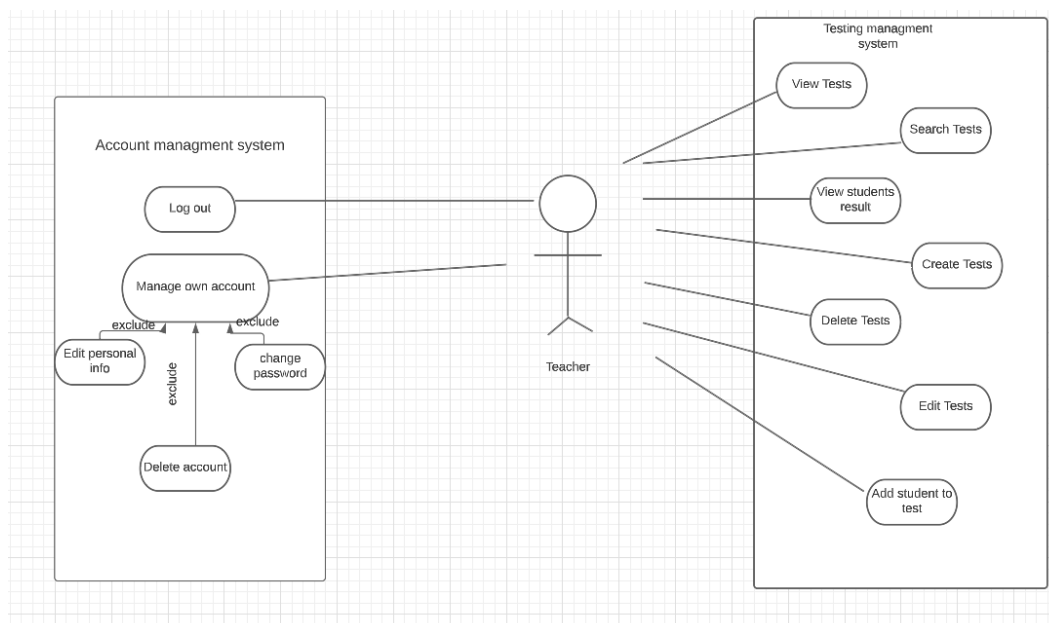 Testing managment
system
View Tests
Search Tests
View students
result
Create Tests
Delete Tests
Edit Tests
Add student to
test
Account managment system
Log out
Manage own account
exclude
exclude
Edit personal
info
exclude
change
password
Delete account
Teacher